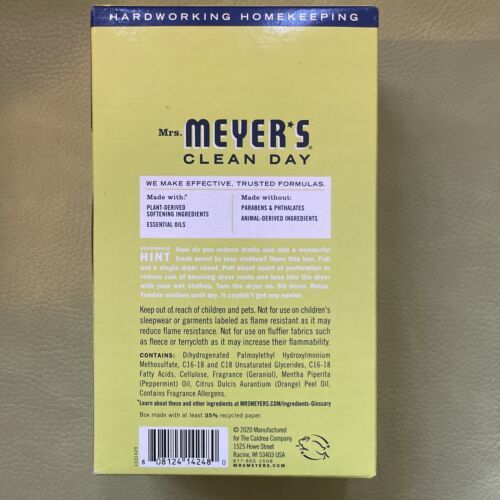 HARDWORKING HOMEKEEPING
Mrs. MEYER'S
CLEAN DAY
WE MAKE EFFECTIVE, TRUSTED FORMULAS.
Made with:*
PLANT-DERIVED
SOFTENING INGREDIENTS
ESSENTIAL OILS
Made without:
PARABENS & PHTHALATES
ANIMAL-DERIVED INGREDIENTS
HOUSEHOLD
HINT
How do you reduce static and add a wonderful
fresh scent to your clothes? Open this box. Pull
out a single dryer sheet. Pull sheet apart at perforation to
reduce risk of blocking dryer vents and toss into the dryer
with your wet clothes. Turn the dryer on. Sit down. Relax.
Tumble clothes until dry. It couldn't get any easier.
Keep out of reach of children and pets. Not for use on children's
sleepwear or garments labeled as flame resistant as it may
reduce flame resistance. Not for use on fluffier fabrics such
as fleece or terrycloth as it may increase their flammability.
CONTAINS: Dihydrogenated Palmoylethyl Hydroxylmonium
Methosulfate, C16-18 and C18 Unsaturated Glycerides, C16-18
Fatty Acids, Cellulose, Fragrance (Geraniol), Mentha Piperita
(Peppermint) Oil, Citrus Dulcis Aurantium (Orange) Peel Oil,
Contains Fragrance Allergens.
*Learn about these and other ingredients at MRSMEYERS.COM/Ingredients-Glossary
Box made with at least 35% recycled paper.
© 2020 Manufactured
for The Caldrea Company
1525 Howe Street
Racine, WI 53403 USA
877-865-1508
MRSMEYERS.COM
8 08124 14248 0